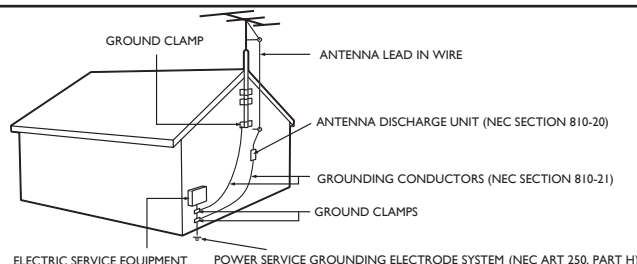 GROUND CLAMP
ANTENNA LEAD IN WIRE
ANTENNA DISCHARGE UNIT (NEC SECTION 810-20)
GROUNDING CONDUCTORS (NEC SECTION 810-21)
GROUND CLAMPS
ELECTRIC SERVICE EQUIPMENT
POWER SERVICE GROUNDING ELECTRODE SYSTEM (NEC ART 250, PART H)